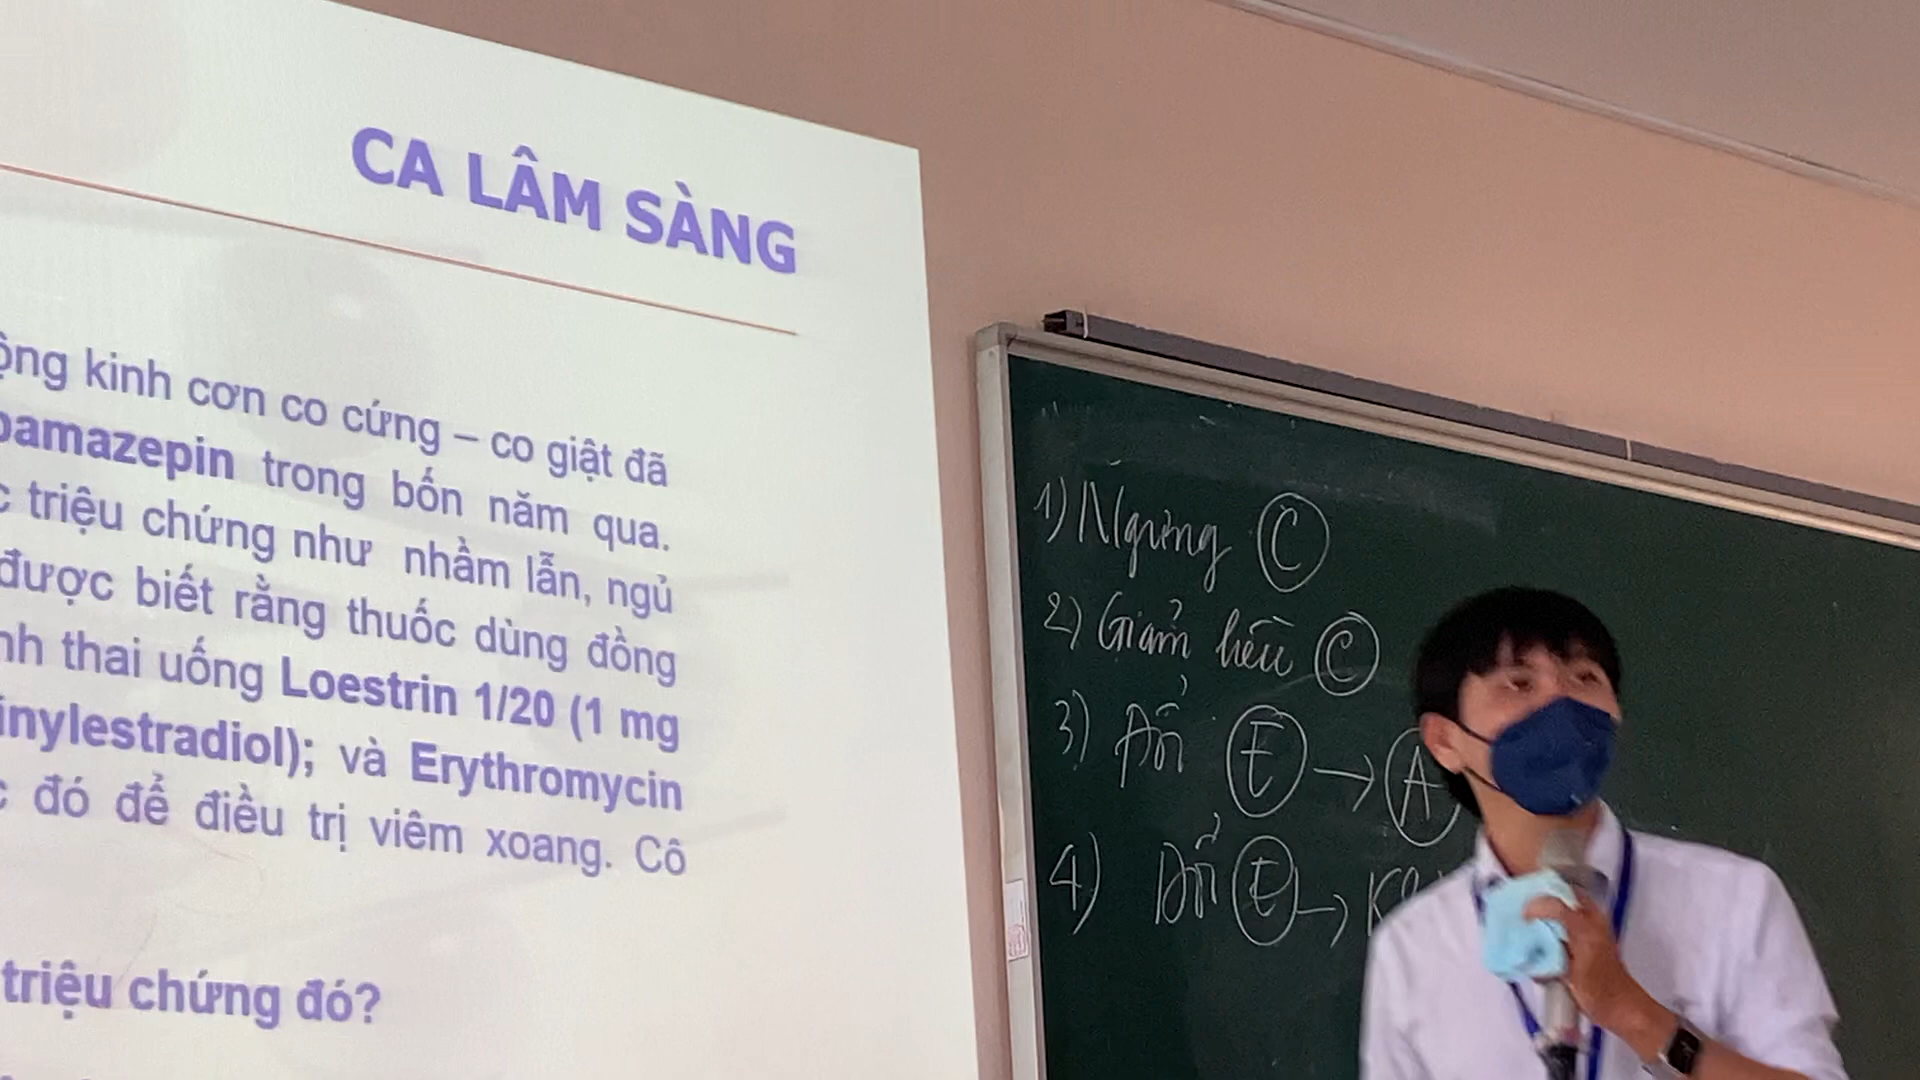 CA LÂM SÀNG
ộng kinh cơn co cứng – co giật đã
bamazepin trong bốn năm qua.
c triệu chứng như nhầm lẫn, ngủ
được biết rằng thuốc dùng đồng
nh thai uống Loestrin 1/20 (1 mg
inylestradiol); và Erythromycin
c đó để điều trị viêm xoang. Cô
triệu chứng đó?
1) Ngưng C
2) Giảm liều C
3) Đổi E → A
4) Đổi E → K